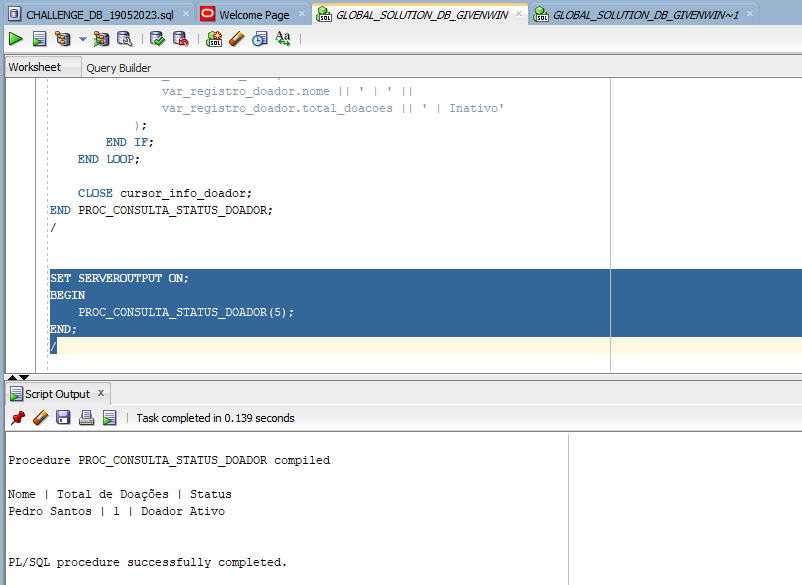 CHALLENGE_DB_19052023.sql
Welcome Page
GLOBAL_SOLUTION_DB_GIVENWIN
GLOBAL_SOLUTION_DB_GIVENWIN~1
Worksheet
Query Builder
var_registro_doador.nome || ' | ' ||
var_registro_doador.total_doacoes || ' | Inativo'
);
END IF;
END LOOP;
CLOSE cursor_info_doador;
END PROC_CONSULTA_STATUS_DOADOR;
/
SET SERVEROUTPUT ON;
BEGIN
PROC_CONSULTA_STATUS_DOADOR(5);
END;
/
Script Output x
Task completed in 0.139 seconds
Procedure PROC_CONSULTA_STATUS_DOADOR compiled
Nome | Total de Doações | Status
Pedro Santos | 1 | Doador Ativo
PL/SQL procedure successfully completed.